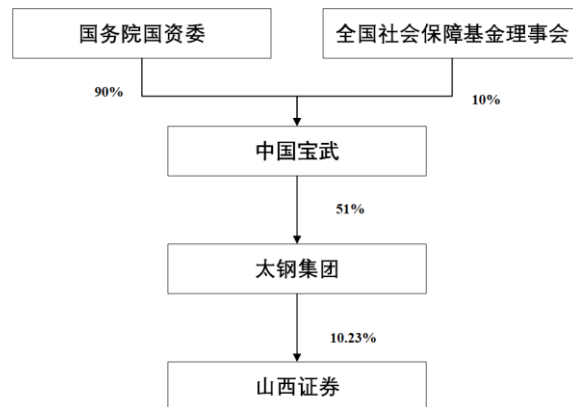 国务院国资委
全国社会保障基金理事会
90%
10%
中国宝武
51%
太钢集团
10.23%
山西证券